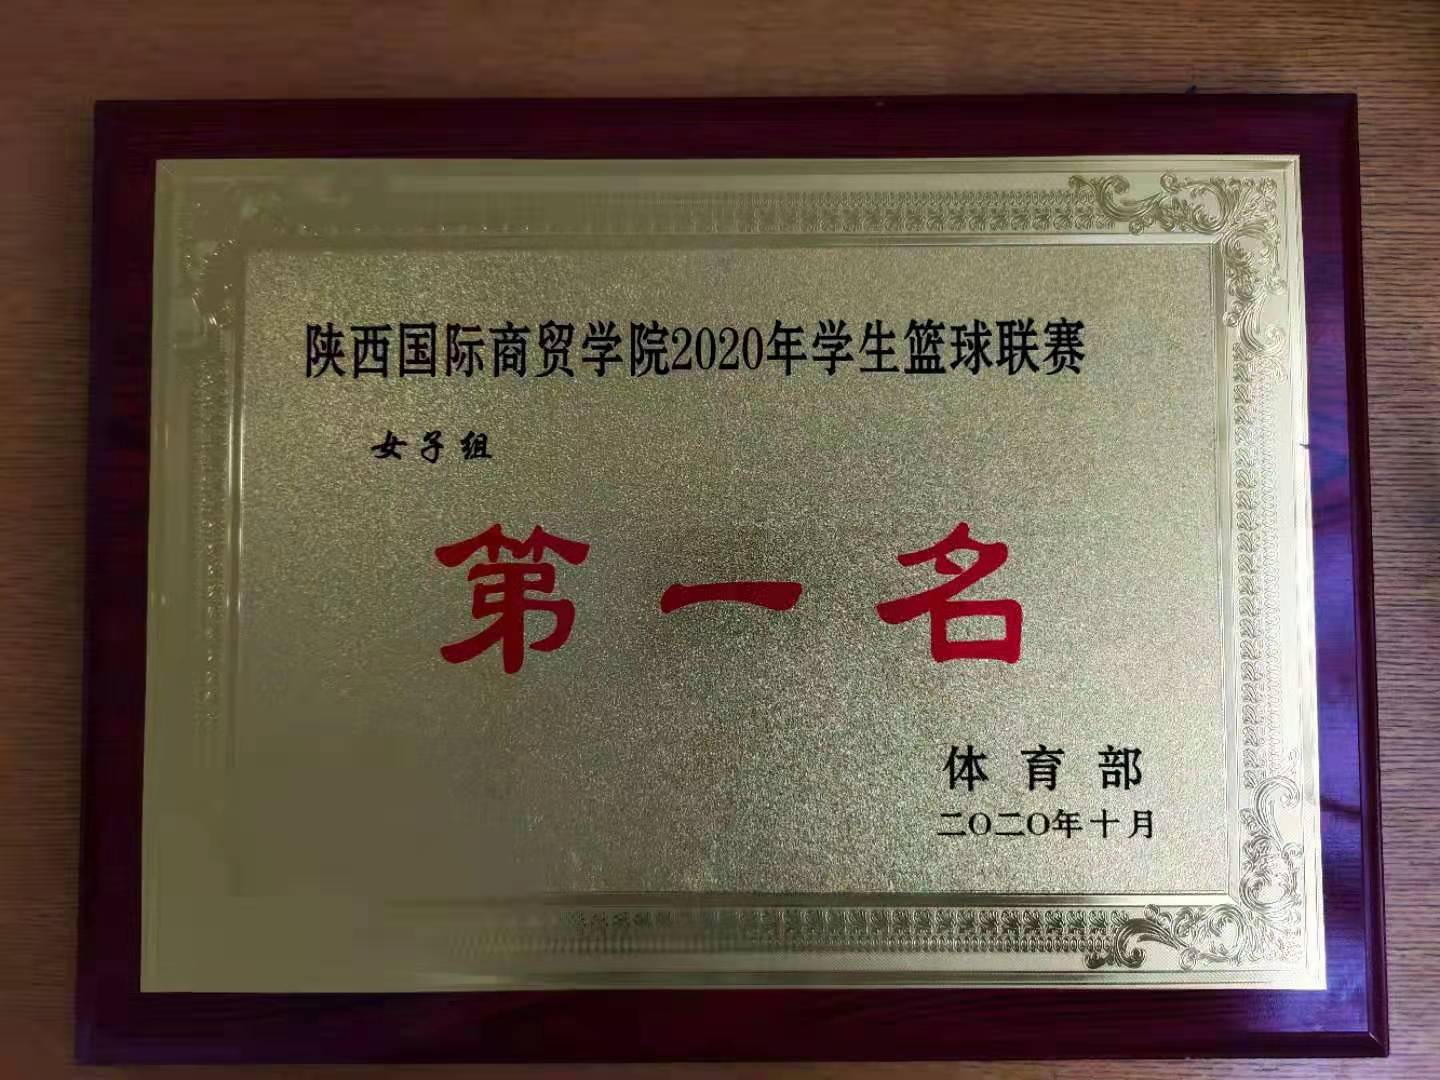 陕西国际商贸学院2020年学生篮球联赛
女子组
第一名
体育部
二〇二〇年十月